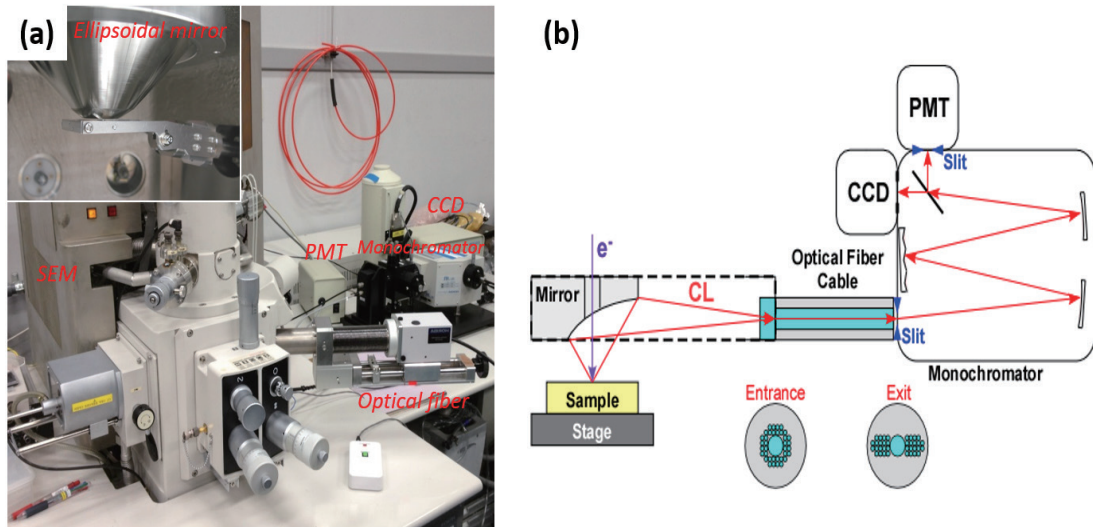 (a)
Ellipsoidal mirror
CCD
PMT
Monochromator
SEM
Optical fiber
(b)
PMT
Slit
CCD
e-
Optical Fiber
Cable
Mirror
CL
Slit
Monochromator
Sample
Stage
Entrance
Exit